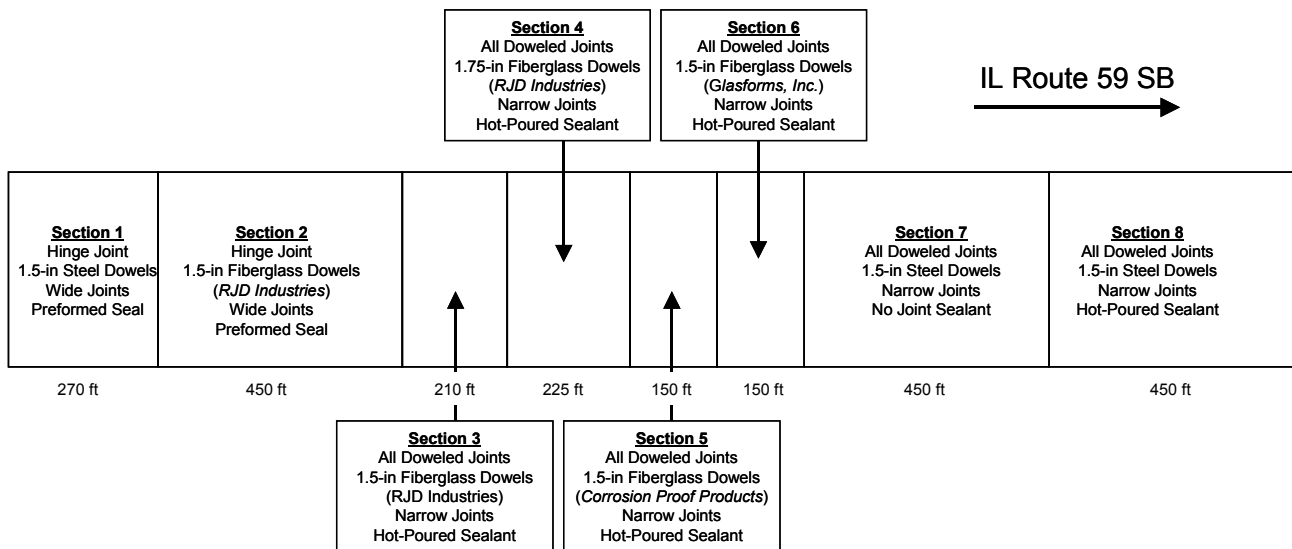 Section 4
All Doweled Joints
1.75-in Fiberglass Dowels
(RJD Industries)
Narrow Joints
Hot-Poured Sealant
Section 6
All Doweled Joints
1.5-in Fiberglass Dowels
(Glasforms, Inc.)
Narrow Joints
Hot-Poured Sealant
IL Route 59 SB
Section 1
Hinge Joint
1.5-in Steel Dowels
Wide Joints
Preformed Seal
Section 2
Hinge Joint
1.5-in Fiberglass Dowels
(RJD Industries)
Wide Joints
Preformed Seal
Section 7
All Doweled Joints
1.5-in Steel Dowels
Narrow Joints
No Joint Sealant
Section 8
All Doweled Joints
1.5-in Steel Dowels
Narrow Joints
Hot-Poured Sealant
270 ft
450 ft
210 ft
225 ft
150 ft
150 ft
450 ft
450 ft
Section 3
All Doweled Joints
1.5-in Fiberglass Dowels
(RJD Industries)
Narrow Joints
Hot-Poured Sealant
Section 5
All Doweled Joints
1.5-in Fiberglass Dowels
(Corrosion Proof Products)
Narrow Joints
Hot-Poured Sealant